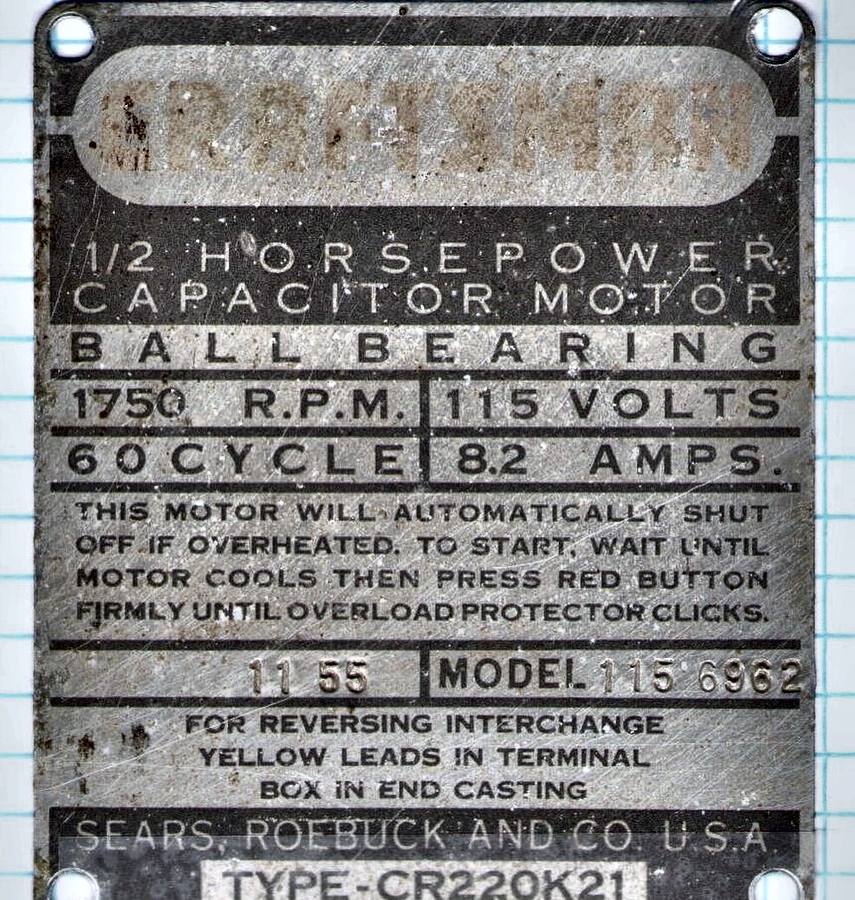 CRAFTSMAN
1/2 HORSEPOWER
CAPACITOR MOTOR
BALL BEARING
1750 R.P.M. 115 VOLTS
60 CYCLE 8.2 AMPS.
THIS MOTOR WILL AUTOMATICALLY SHUT
OFF IF OVERHEATED. TO START, WAIT UNTIL
MOTOR COOLS THEN PRESS RED BUTTON
FIRMLY UNTIL OVERLOAD PROTECTOR CLICKS.
11 55 MODEL 115 6962
FOR REVERSING INTERCHANGE
YELLOW LEADS IN TERMINAL
BOX IN END CASTING
SEARS, ROEBUCK AND CO. U.S.A.
TYPE-CR220K21